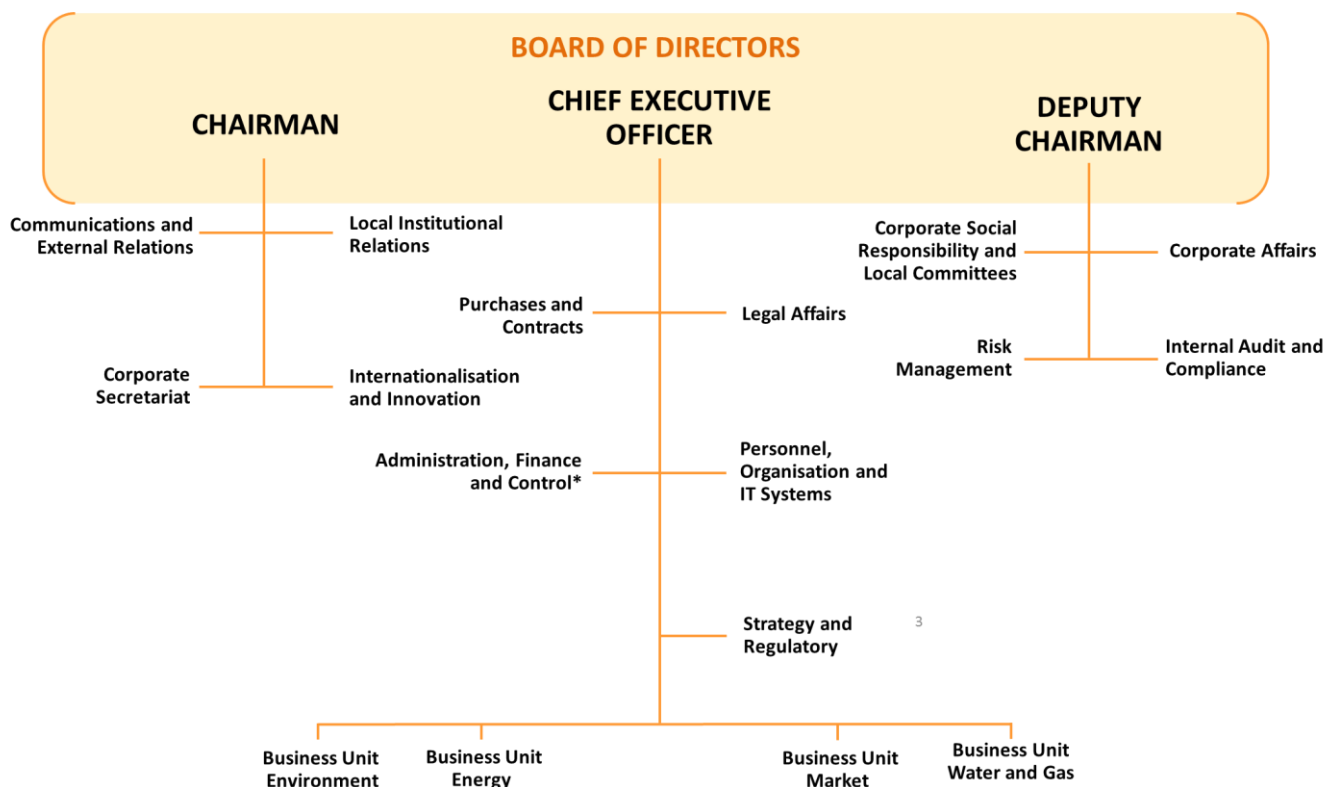 BOARD OF DIRECTORS
CHAIRMAN
CHIEF EXECUTIVE
OFFICER
DEPUTY
CHAIRMAN
Communications and
External Relations
Local Institutional
Relations
Corporate
Secretariat
Internationalisation
and Innovation
Purchases and
Contracts
Legal Affairs
Administration, Finance
and Control*
Personnel,
Organisation and
IT Systems
Strategy and
Regulatory
3
Corporate Social
Responsibility and
Local Committees
Corporate Affairs
Risk
Management
Internal Audit and
Compliance
Business Unit
Environment
Business Unit
Energy
Business Unit
Market
Business Unit
Water and Gas